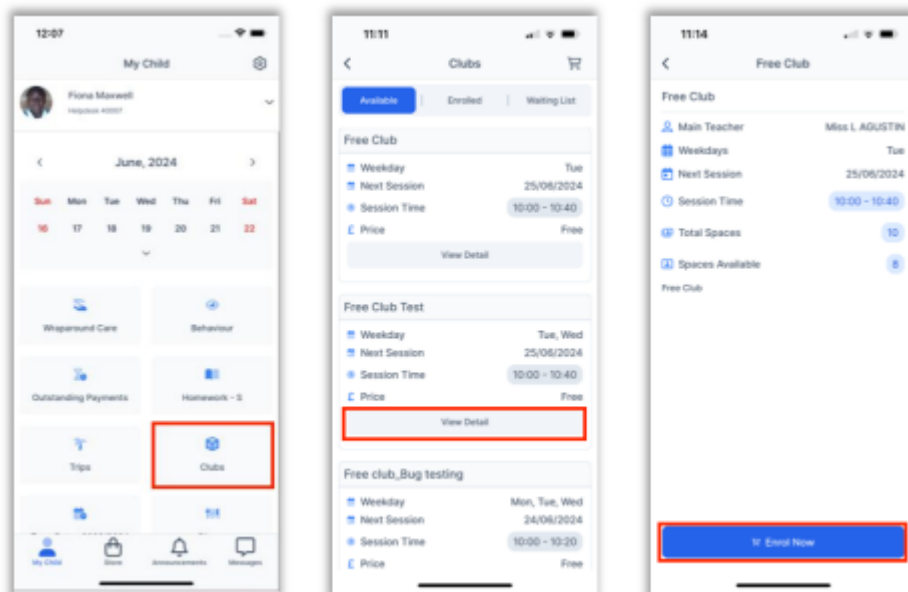 12:07
My Child
Fiona Maxwell
Helpdesk 40007
June, 2024
Sun Mon Tue Wed Thu Fri Sat
16 17 18 19 20 21 22
Wraparound Care
Behaviour
Outstanding Payments
Homework - S
Trips
Clubs
My Child
Store
Announcements
Messages
11:11
Clubs
Available
Enrolled
Waiting List
Free Club
Weekday Tue
Next Session 25/06/2024
Session Time 10:00 - 10:40
£ Price Free
View Detail
Free Club Test
Weekday Tue, Wed
Next Session 25/06/2024
Session Time 10:00 - 10:40
£ Price Free
View Detail
Free club_Bug testing
Weekday Mon, Tue, Wed
Next Session 24/06/2024
Session Time 10:00 - 10:20
£ Price Free
11:14
Free Club
Free Club
Main Teacher Miss L AGUSTIN
Weekdays Tue
Next Session 25/06/2024
Session Time 10:00 - 10:40
Total Spaces 10
Spaces Available 8
Free Club
Enrol Now